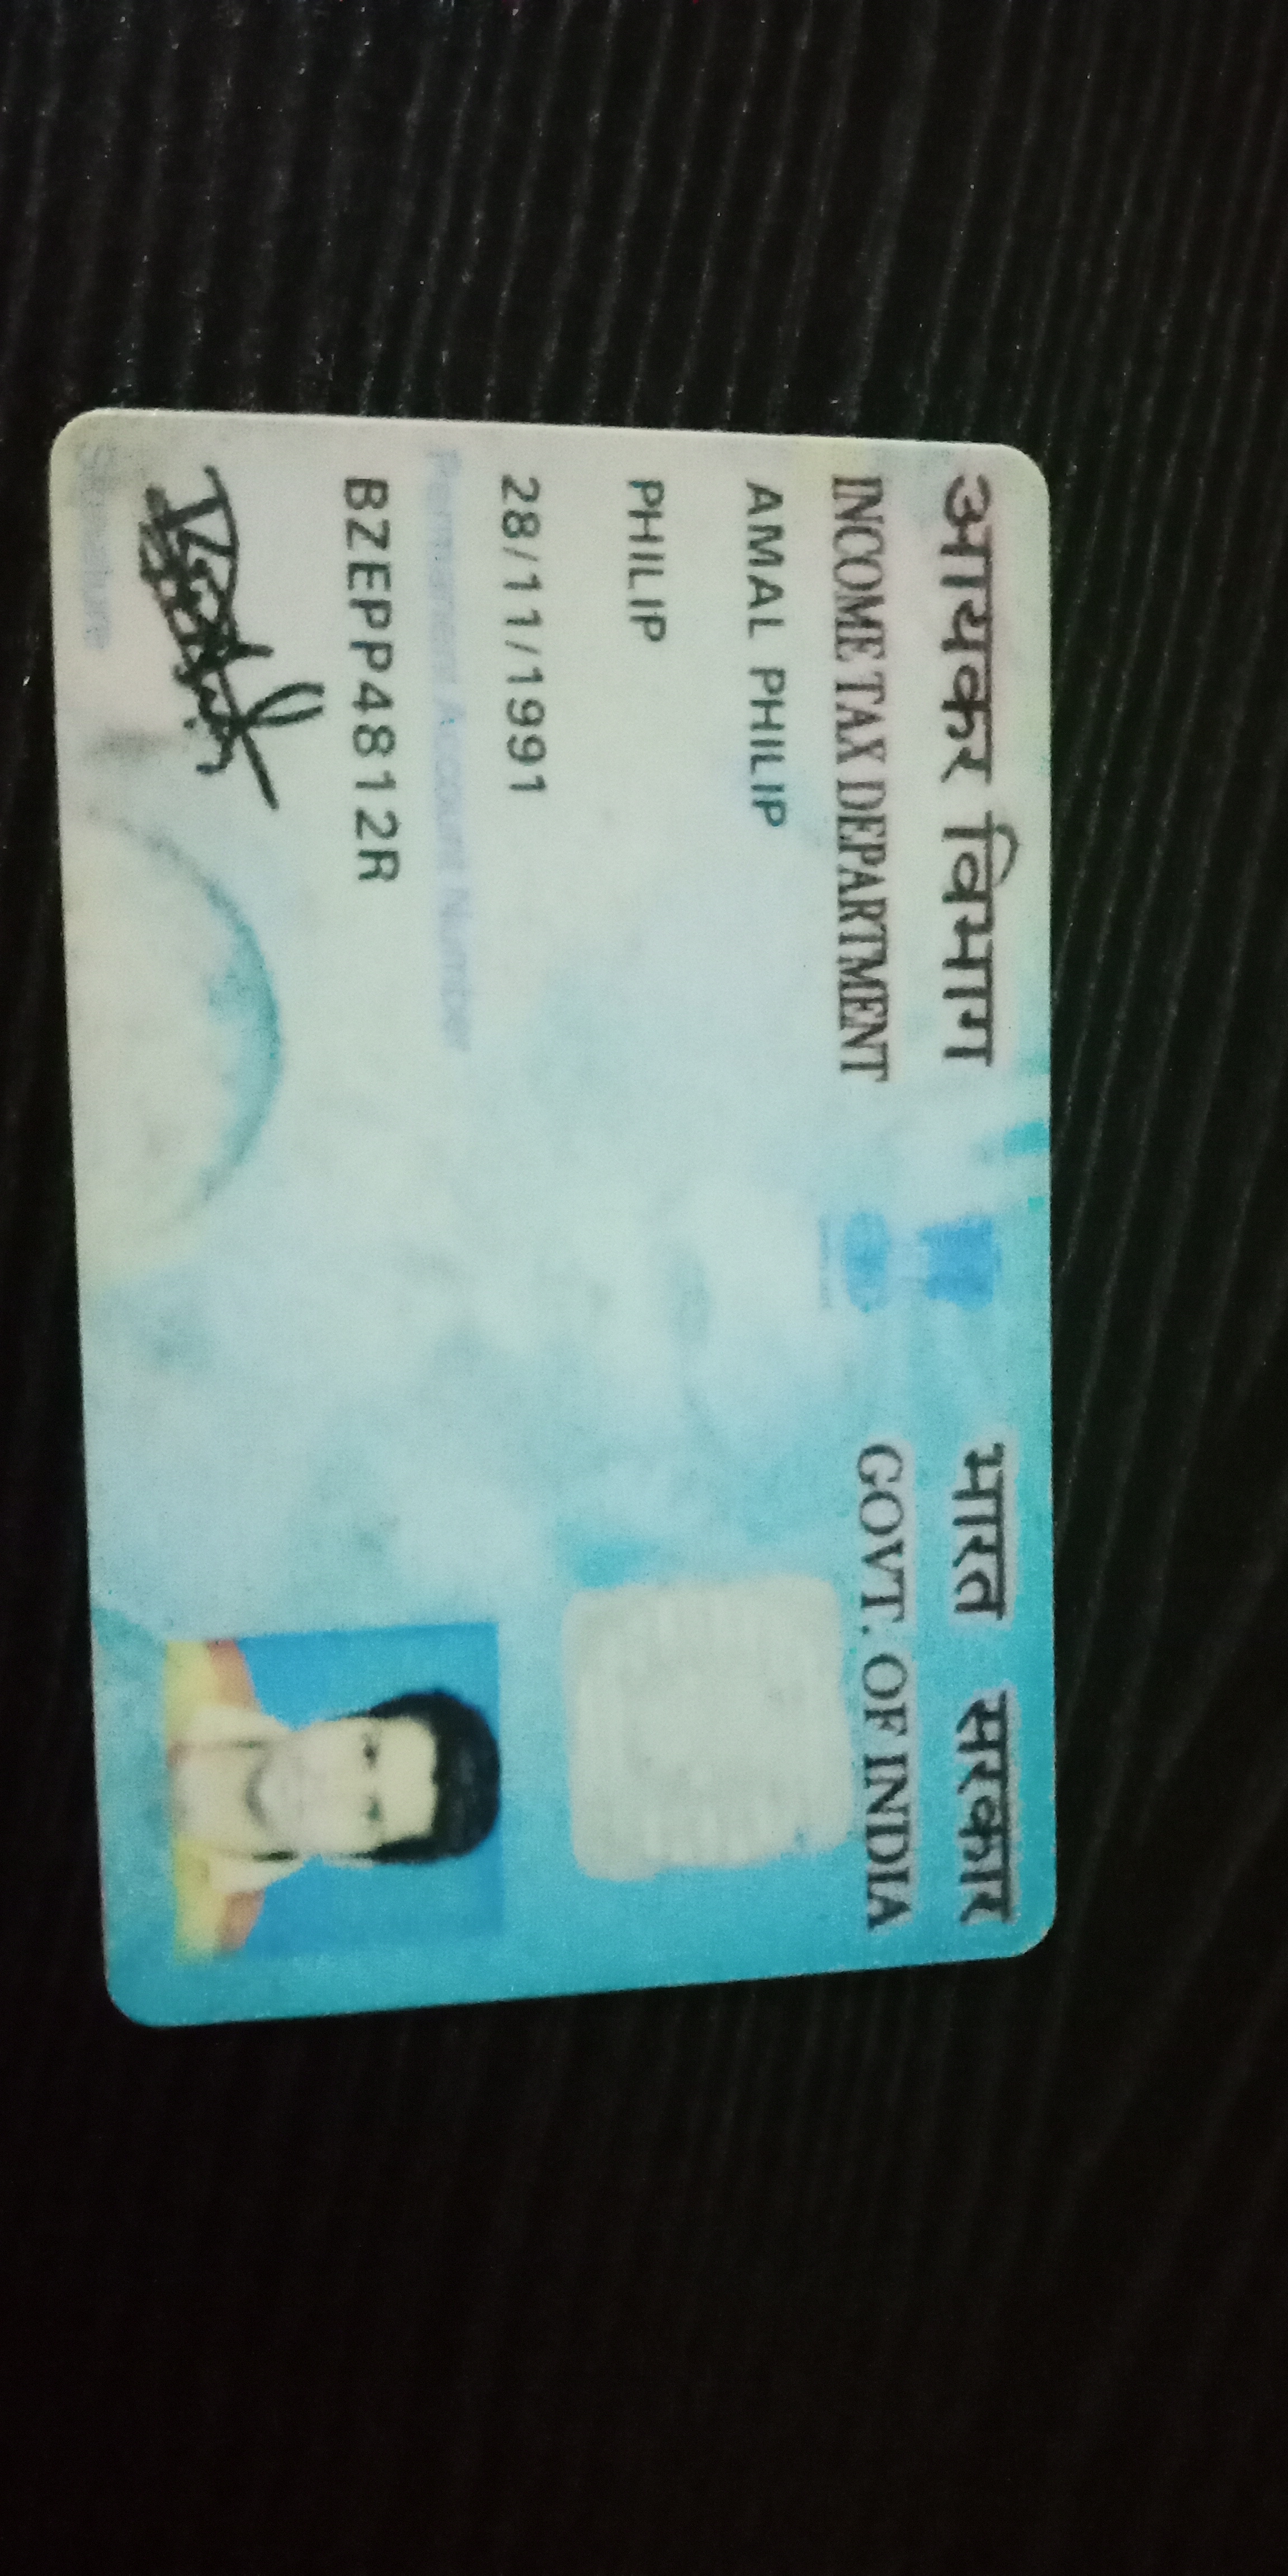 आयकर विभाग
INCOME TAX DEPARTMENT
भारत सरकार
GOVT. OF INDIA
AMAL PHILIP
PHILIP
28/11/1991
Permanent Account Number
BZEPP4812R
Signature